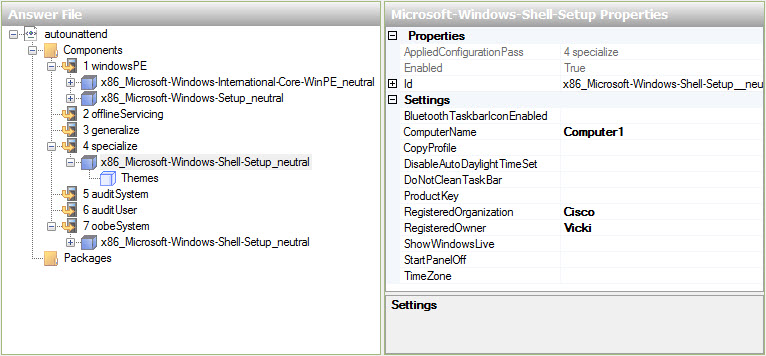 Answer File
autounattend
Components
1 windowsPE
x86_Microsoft-Windows-International-Core-WinPE_neutral
x86_Microsoft-Windows-Setup_neutral
2 offlineServicing
3 generalize
4 specialize
x86_Microsoft-Windows-Shell-Setup_neutral
Themes
5 auditSystem
6 auditUser
7 oobeSystem
x86_Microsoft-Windows-Shell-Setup_neutral
Packages
Microsoft-Windows-Shell-Setup Properties
Properties
AppliedConfigurationPass 4 specialize
Enabled True
Id x86_Microsoft-Windows-Shell-Setup__neu
Settings
BluetoothTaskbarIconEnabled
ComputerName Computer1
CopyProfile
DisableAutoDaylightTimeSet
DoNotCleanTaskBar
ProductKey
RegisteredOrganization Cisco
RegisteredOwner Vicki
ShowWindowsLive
StartPanelOff
TimeZone
Settings